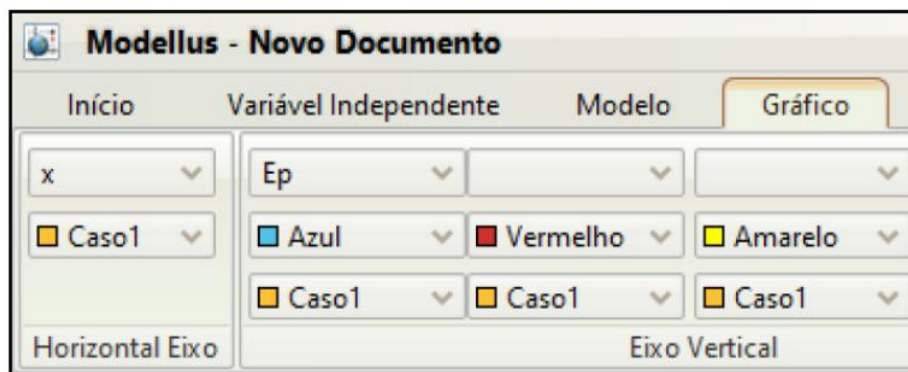 Modellus - Novo Documento
Início Variável Independente Modelo Gráfico
x Ep
Caso1 Azul Vermelho Amarelo
Caso1 Caso1 Caso1
Horizontal Eixo Eixo Vertical